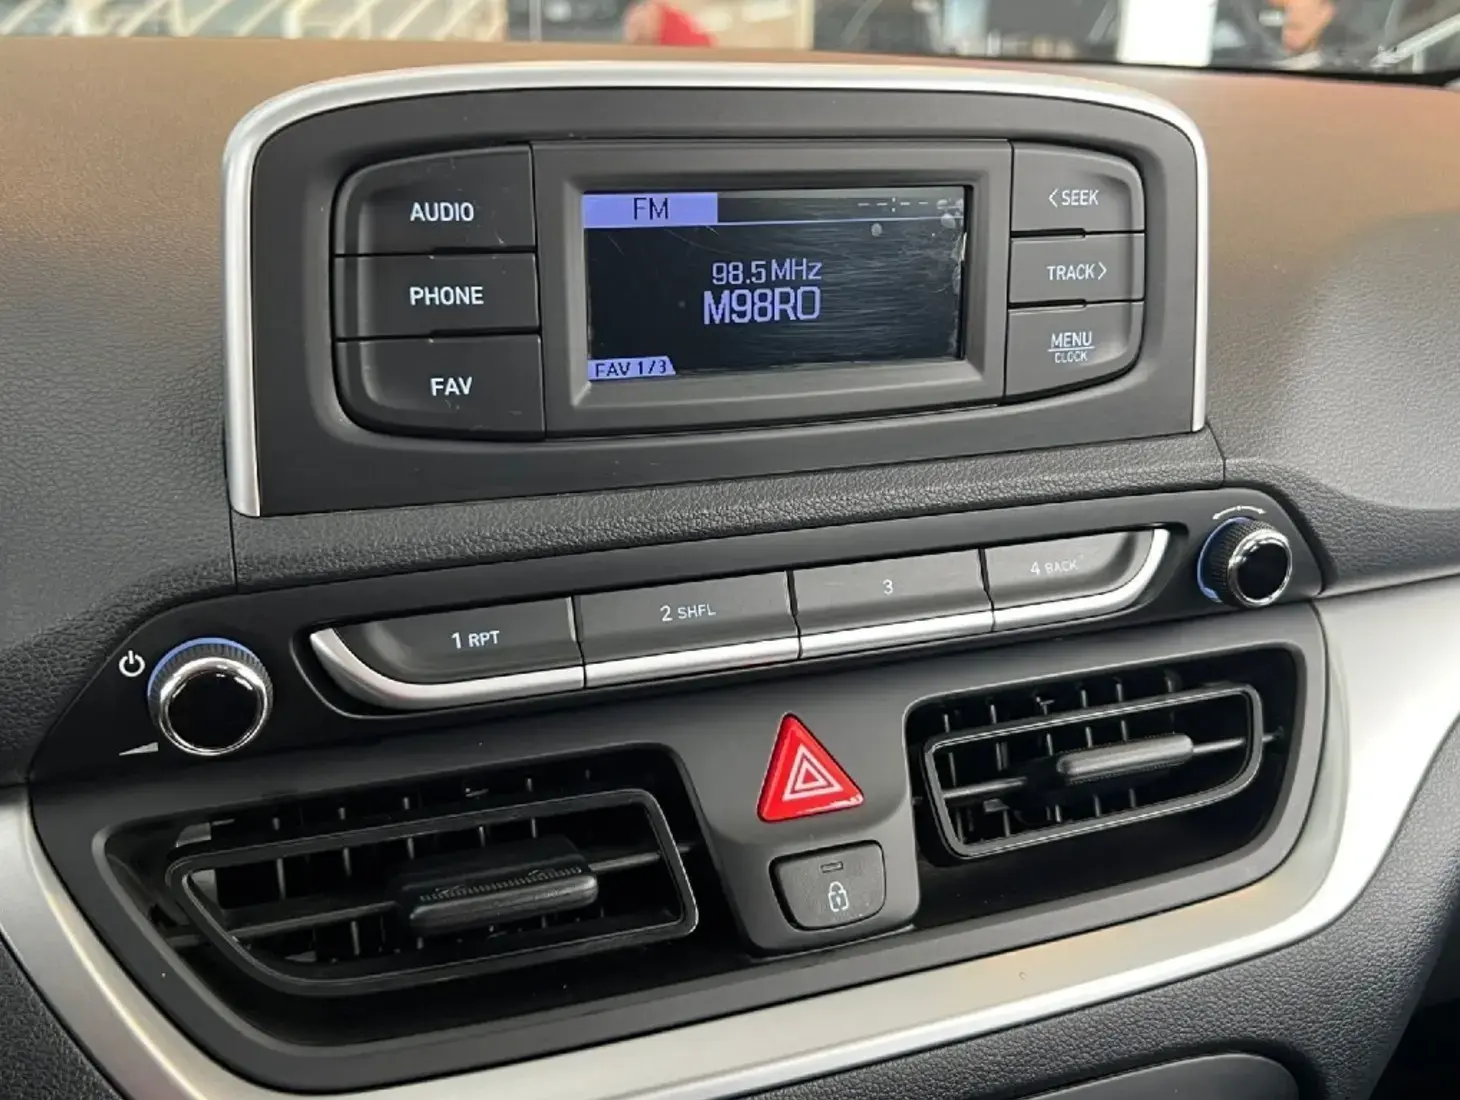 AUDIO
PHONE
FAV
FM
--:--
98.5 MHz
M98RO
FAV 1/3
<SEEK
TRACK>
MENU
CLOCK
1 RPT
2 SHFL
3
4 BACK